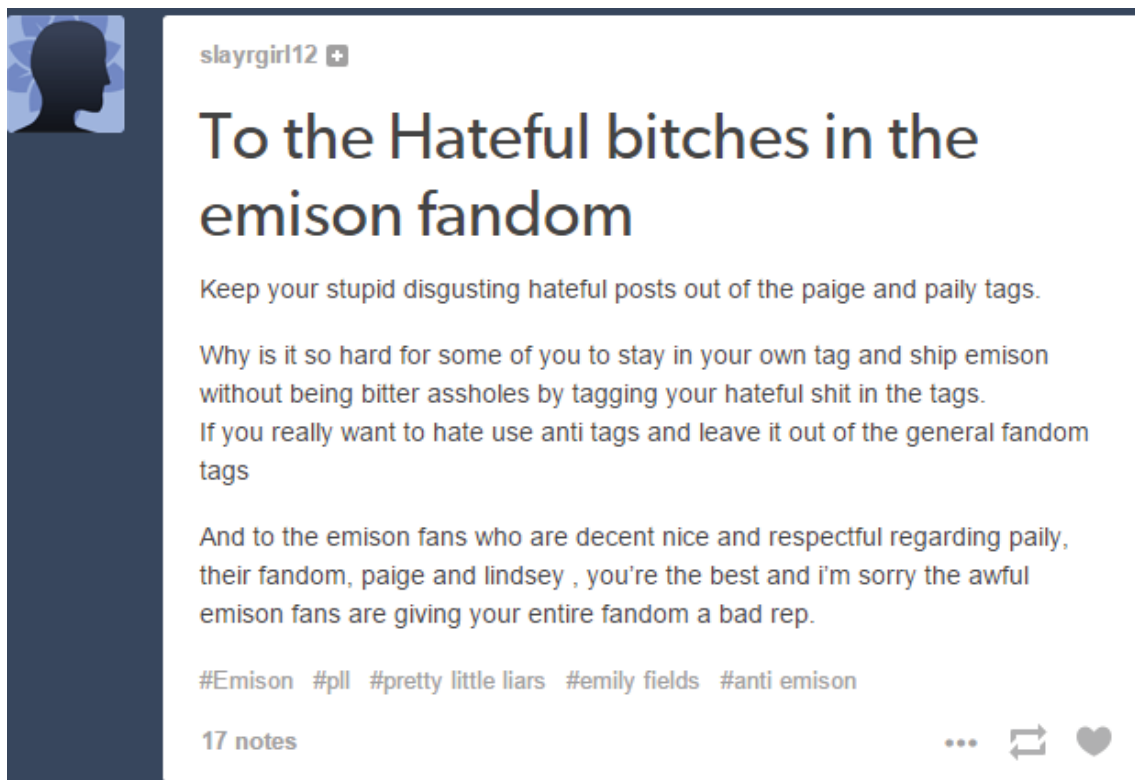 slayrgirl12
To the Hateful bitches in the
emison fandom
Keep your stupid disgusting hateful posts out of the paige and paily tags.
Why is it so hard for some of you to stay in your own tag and ship emison
without being bitter assholes by tagging your hateful shit in the tags.
If you really want to hate use anti tags and leave it out of the general fandom
tags
And to the emison fans who are decent nice and respectful regarding paily,
their fandom, paige and lindsey , you're the best and i'm sorry the awful
emison fans are giving your entire fandom a bad rep.
#Emison #pll #pretty little liars #emily fields #anti emison
17 notes